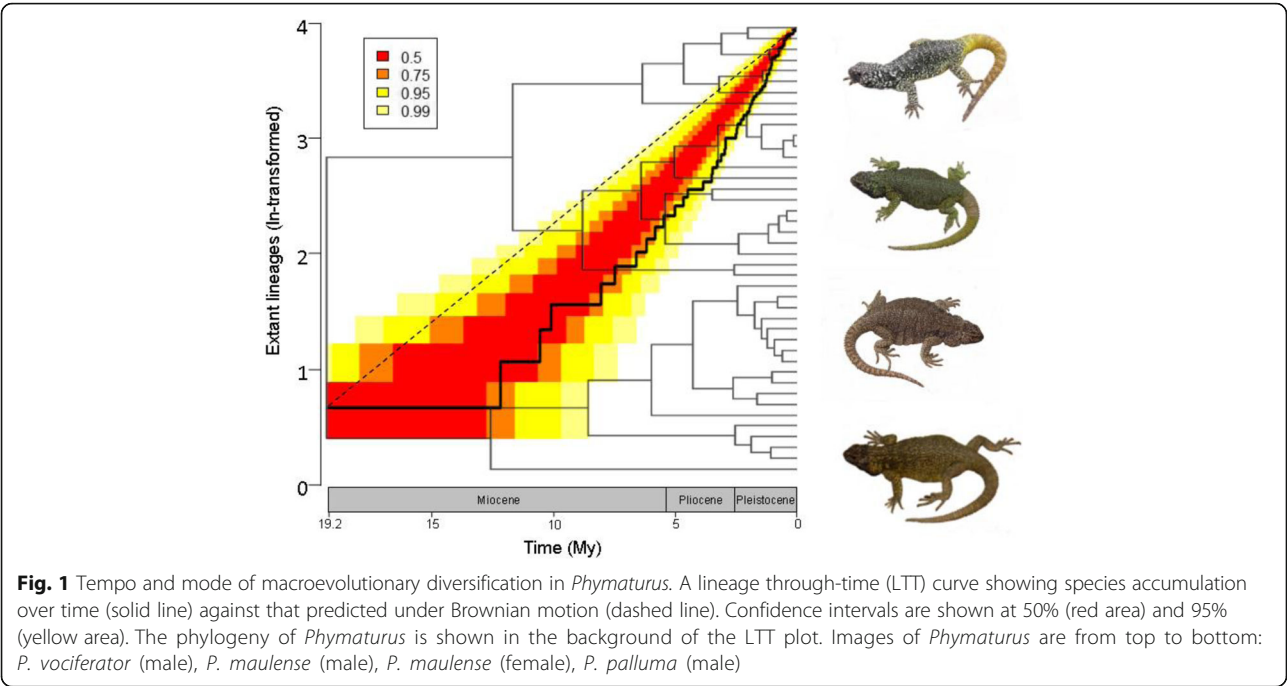 4
0.5
0.75
0.95
0.99
3
Extant lineages (ln-transformed)
2
1
0
Miocene Pliocene Pleistocene
19.2 15 10 5 0
Time (My)
Fig. 1 Tempo and mode of macroevolutionary diversification in Phymaturus. A lineage through-time (LTT) curve showing species accumulation
over time (solid line) against that predicted under Brownian motion (dashed line). Confidence intervals are shown at 50% (red area) and 95%
(yellow area). The phylogeny of Phymaturus is shown in the background of the LTT plot. Images of Phymaturus are from top to bottom:
P. vociferator (male), P. maulense (male), P. maulense (female), P. palluma (male)